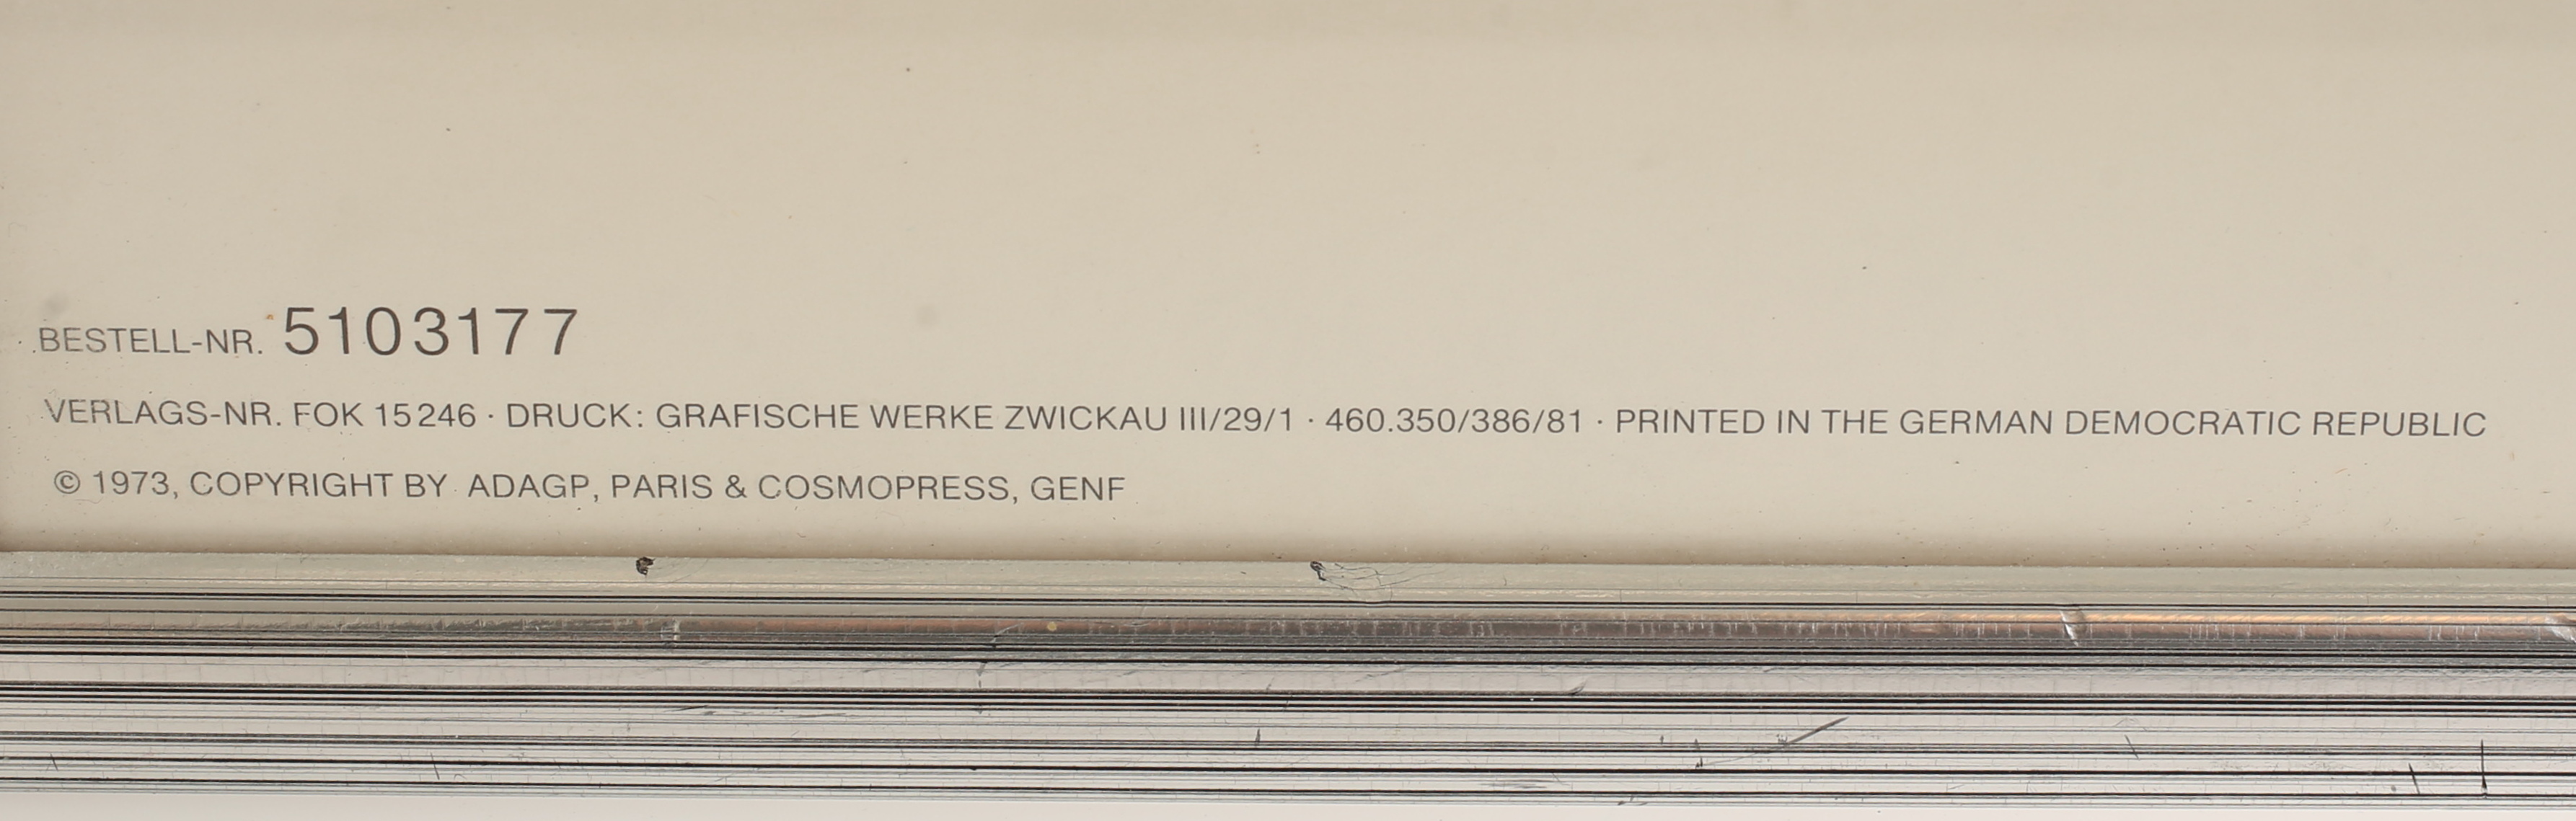 BESTELL-NR. 5103177
VERLAGS-NR. FOK 15246 · DRUCK: GRAFISCHE WERKE ZWICKAU III/29/1 · 460.350/386/81 · PRINTED IN THE GERMAN DEMOCRATIC REPUBLIC
© 1973, COPYRIGHT BY ADAGP, PARIS & COSMOPRESS, GENF